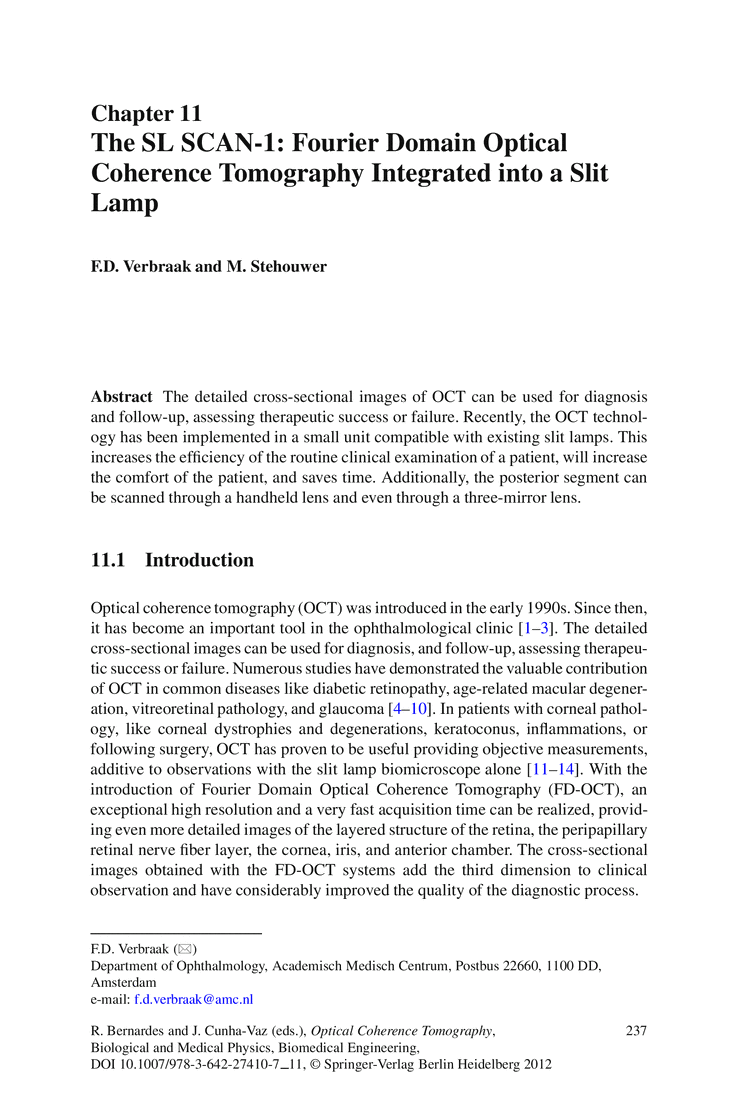 Chapter 11
The SL SCAN-1: Fourier Domain Optical
Coherence Tomography Integrated into a Slit
Lamp
F.D. Verbraak and M. Stehouwer
Abstract The detailed cross-sectional images of OCT can be used for diagnosis
and follow-up, assessing therapeutic success or failure. Recently, the OCT technol-
ogy has been implemented in a small unit compatible with existing slit lamps. This
increases the efficiency of the routine clinical examination of a patient, will increase
the comfort of the patient, and saves time. Additionally, the posterior segment can
be scanned through a handheld lens and even through a three-mirror lens.
11.1 Introduction
Optical coherence tomography (OCT) was introduced in the early 1990s. Since then,
it has become an important tool in the ophthalmological clinic [1–3]. The detailed
cross-sectional images can be used for diagnosis, and follow-up, assessing therapeu-
tic success or failure. Numerous studies have demonstrated the valuable contribution
of OCT in common diseases like diabetic retinopathy, age-related macular degener-
ation, vitreoretinal pathology, and glaucoma [4–10]. In patients with corneal pathol-
ogy, like corneal dystrophies and degenerations, keratoconus, inflammations, or
following surgery, OCT has proven to be useful providing objective measurements,
additive to observations with the slit lamp biomicroscope alone [11–14]. With the
introduction of Fourier Domain Optical Coherence Tomography (FD-OCT), an
exceptional high resolution and a very fast acquisition time can be realized, provid-
ing even more detailed images of the layered structure of the retina, the peripapillary
retinal nerve fiber layer, the cornea, iris, and anterior chamber. The cross-sectional
images obtained with the FD-OCT systems add the third dimension to clinical
observation and have considerably improved the quality of the diagnostic process.
F.D. Verbraak (✉)
Department of Ophthalmology, Academisch Medisch Centrum, Postbus 22660, 1100 DD,
Amsterdam
e-mail: f.d.verbraak@amc.nl
R. Bernardes and J. Cunha-Vaz (eds.), Optical Coherence Tomography, 237
Biological and Medical Physics, Biomedical Engineering,
DOI 10.1007/978-3-642-27410-7_11, © Springer-Verlag Berlin Heidelberg 2012